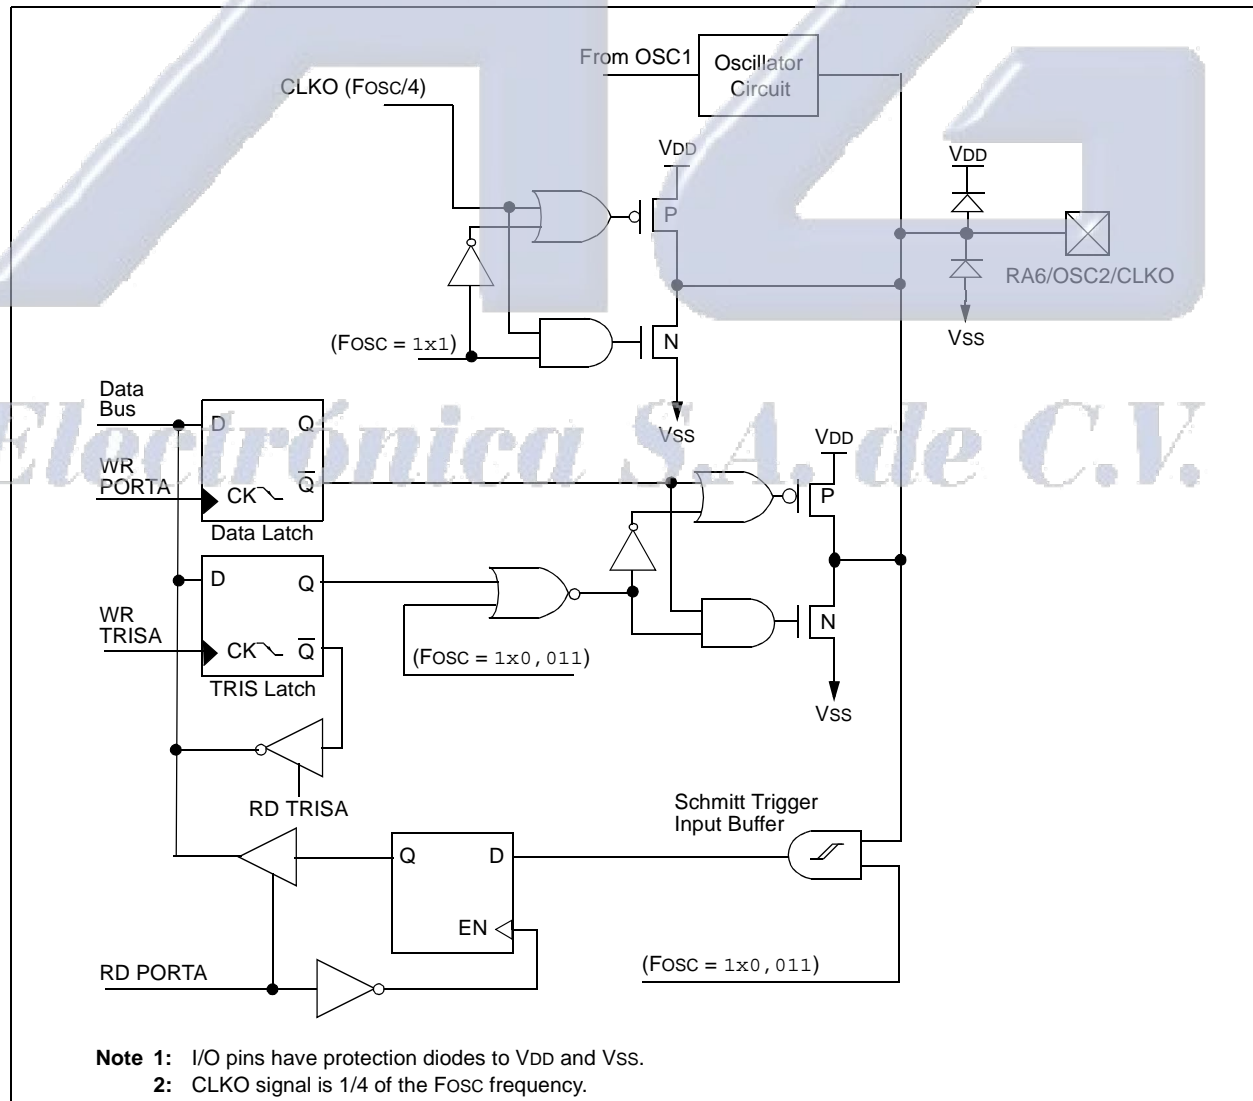 From OSC1
Oscillator
Circuit
CLKO (FOSC/4)
VDD
P
VDD
RA6/OSC2/CLKO
VSS
(FOSC = 1x1)
N
VSS
Data
Bus
D Q
WR
PORTA
CK Q
Data Latch
Electrónica S.A. de C.V.
VDD
P
D Q
WR
TRISA
CK Q
TRIS Latch
(FOSC = 1x0,011)
N
VSS
RD TRISA
Schmitt Trigger
Input Buffer
Q D
EN
RD PORTA
(FOSC = 1x0,011)
Note 1: I/O pins have protection diodes to VDD and VSS.
2: CLKO signal is 1/4 of the FOSC frequency.